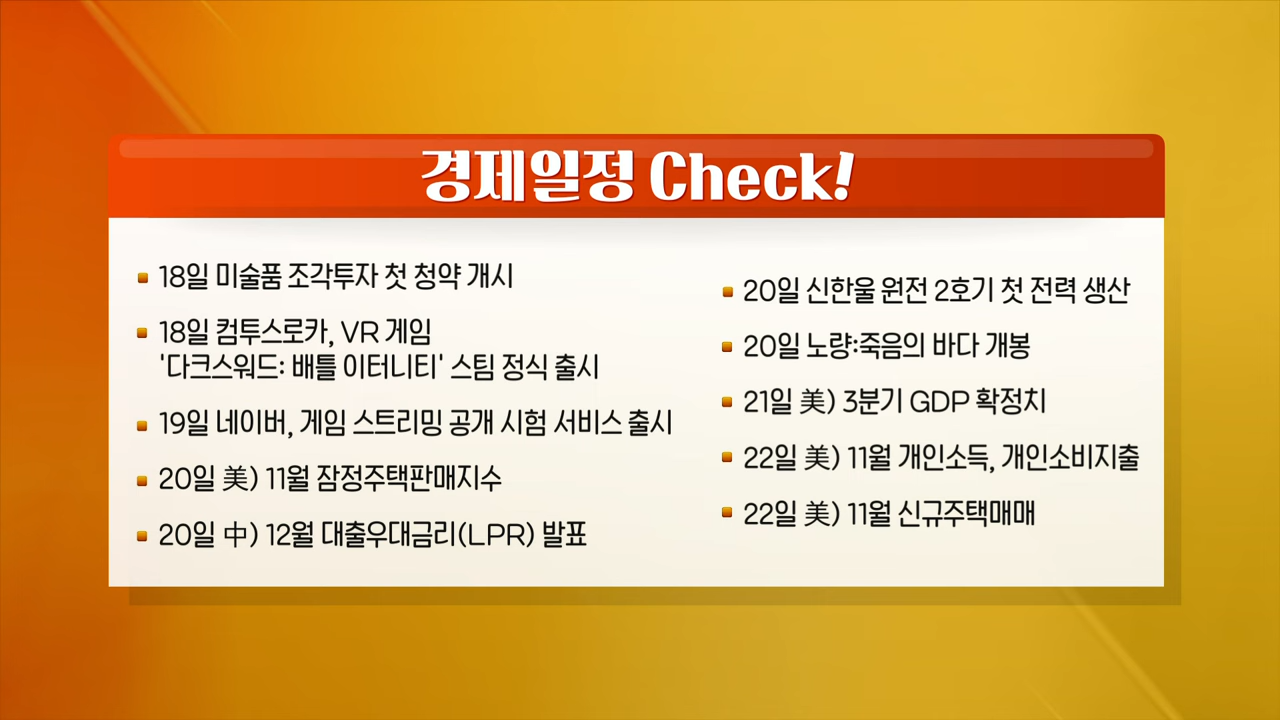 경제일정 Check!
18일 미술품 조각투자 첫 청약 개시
18일 컴투스로카, VR 게임
'다크스워드: 배틀 이터니티' 스팀 정식 출시
19일 네이버, 게임 스트리밍 공개 시험 서비스 출시
20일 美) 11월 잠정주택판매지수
20일 中) 12월 대출우대금리(LPR) 발표
20일 신한울 원전 2호기 첫 전력 생산
20일 노량:죽음의 바다 개봉
21일 美) 3분기 GDP 확정치
22일 美) 11월 개인소득, 개인소비지출
22일 美) 11월 신규주택매매